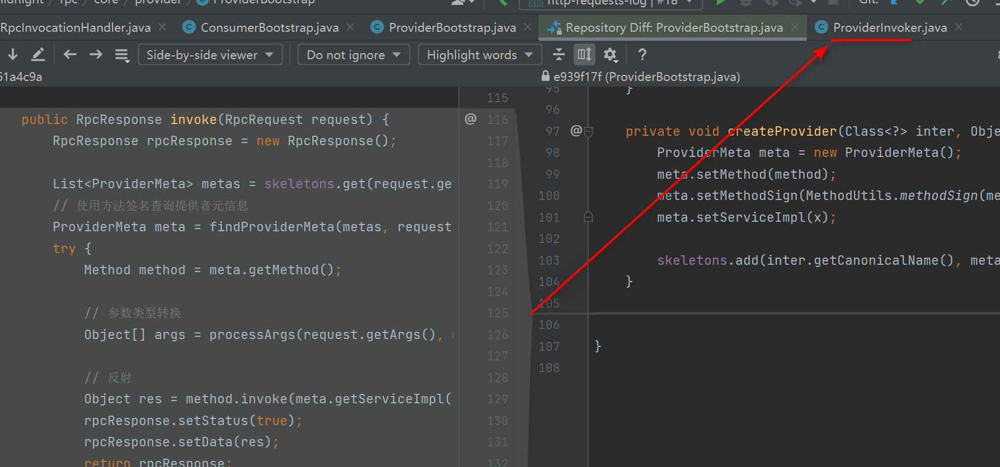 rpc / core / provider / ProviderBootstrap
http-requests-log | #18
Git:
RpcInvocationHandler.java
ConsumerBootstrap.java
ProviderBootstrap.java
Repository Diff: ProviderBootstrap.java
ProviderInvoker.java
Side-by-side viewer
Do not ignore
Highlight words
?
61a4c9a
e939f17f (ProviderBootstrap.java)
115
public RpcResponse invoke(RpcRequest request) {
@ 116
RpcResponse rpcResponse = new RpcResponse();
117
118
List<ProviderMeta> metas = skeletons.get(request.ge
119
// 使用方法签名查询提供者元信息
120
ProviderMeta meta = findProviderMeta(metas, request
121
try {
122
Method method = meta.getMethod();
123
124
// 参数类型转换
125
Object[] args = processArgs(request.getArgs(),
126
127
// 反射
128
Object res = method.invoke(meta.getServiceImpl(
129
rpcResponse.setStatus(true);
130
rpcResponse.setData(res);
131
return rpcResponse;
132
95 }
96
97 @ private void createProvider(Class<?> inter, Obje
98 ProviderMeta meta = new ProviderMeta();
99 meta.setMethod(method);
100 meta.setMethodSign(MethodUtils.methodSign(me
101 meta.setServiceImpl(x);
102
103 skeletons.add(inter.getCanonicalName(), meta
104 }
105
106
107 }
108